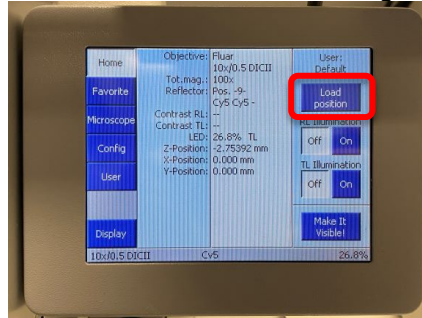 Home
Favorite
Microscope
Config
User
Display
Objective: Fluar
10x/0.5 DICII
Tot.mag.: 100x
Reflector: Pos. -9-
Cy5 Cy5 -
Contrast RL: --
Contrast TL: --
LED: 26.8% TL
Z-Position: -2.75392 mm
X-Position: 0.000 mm
Y-Position: 0.000 mm
User:
Default
Load
position
RL Illumination
Off On
TL Illumination
Off On
Make It
Visible!
10x/0.5 DICII Cy5 26.8%